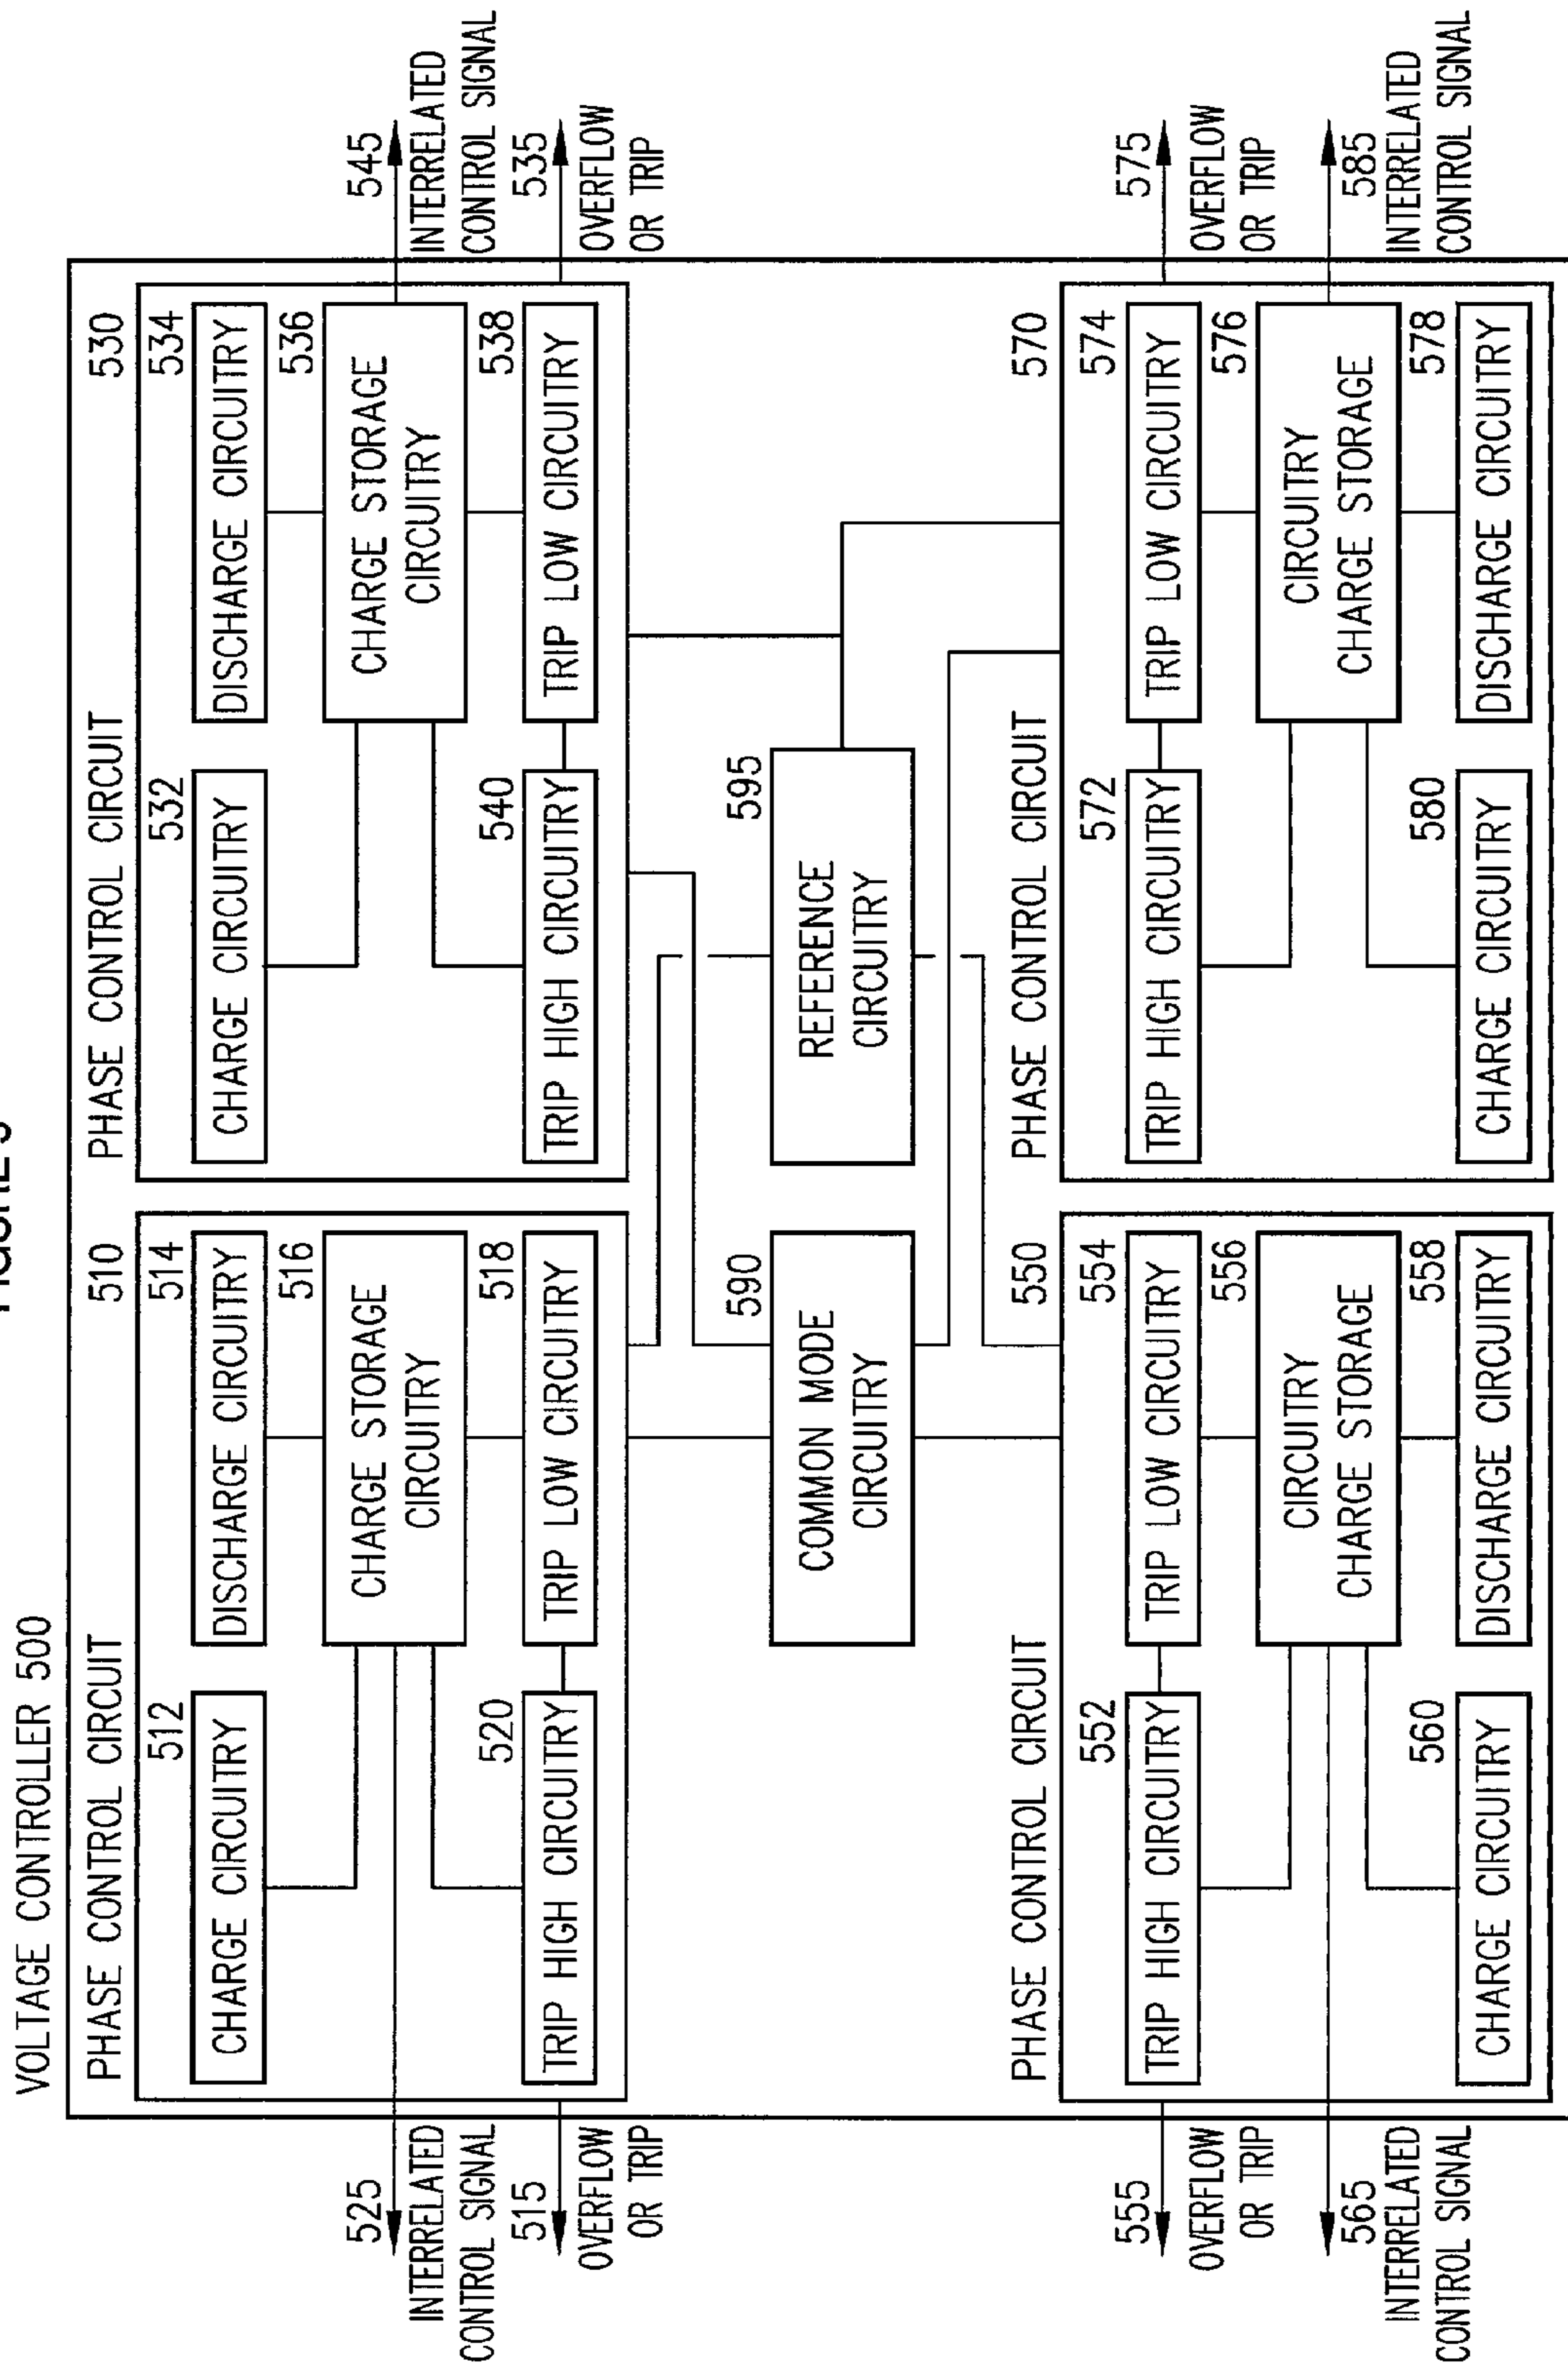 VOLTAGE CONTROLLER 500
PHASE CONTROL CIRCUIT 510
CHARGE CIRCUITRY
512
DISCHARGE CIRCUITRY
514
CHARGE STORAGE
CIRCUITRY
516
TRIP HIGH CIRCUITRY
520
TRIP LOW CIRCUITRY
518
525
INTERRELATED
CONTROL SIGNAL
515
OVERFLOW
OR TRIP
PHASE CONTROL CIRCUIT 530
CHARGE CIRCUITRY
532
DISCHARGE CIRCUITRY
534
CHARGE STORAGE
CIRCUITRY
536
TRIP HIGH CIRCUITRY
540
TRIP LOW CIRCUITRY
538
545
INTERRELATED
CONTROL SIGNAL
535
OVERFLOW
OR TRIP
590
COMMON MODE
CIRCUITRY
595
REFERENCE
CIRCUITRY
PHASE CONTROL CIRCUIT 550
TRIP HIGH CIRCUITRY
552
TRIP LOW CIRCUITRY
554
CIRCUITRY
CHARGE STORAGE
556
CHARGE CIRCUITRY
560
DISCHARGE CIRCUITRY
558
555
OVERFLOW
OR TRIP
565
INTERRELATED
CONTROL SIGNAL
PHASE CONTROL CIRCUIT 570
TRIP HIGH CIRCUITRY
572
TRIP LOW CIRCUITRY
574
CIRCUITRY
CHARGE STORAGE
576
CHARGE CIRCUITRY
580
DISCHARGE CIRCUITRY
578
575
OVERFLOW
OR TRIP
585
INTERRELATED
CONTROL SIGNAL